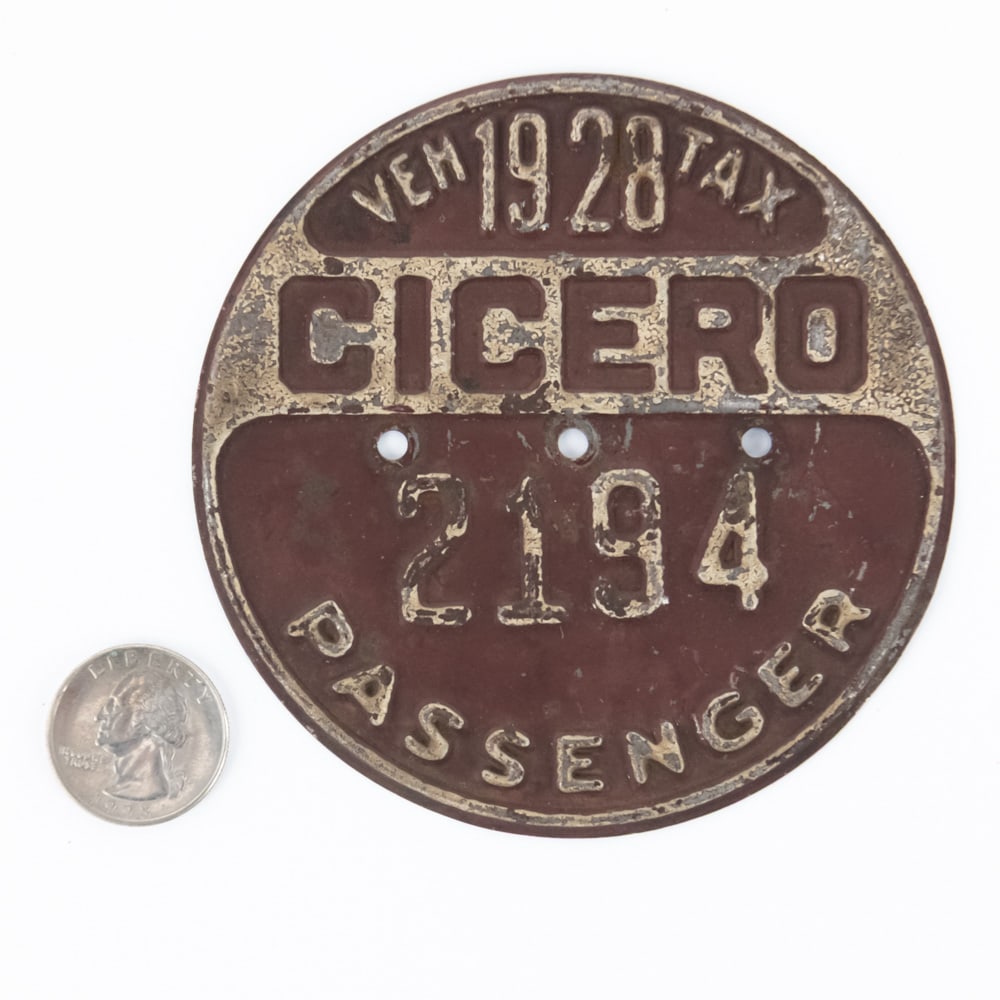 VEH 1928 TAX
CICERO
2194
PASSENGER
LIBERTY